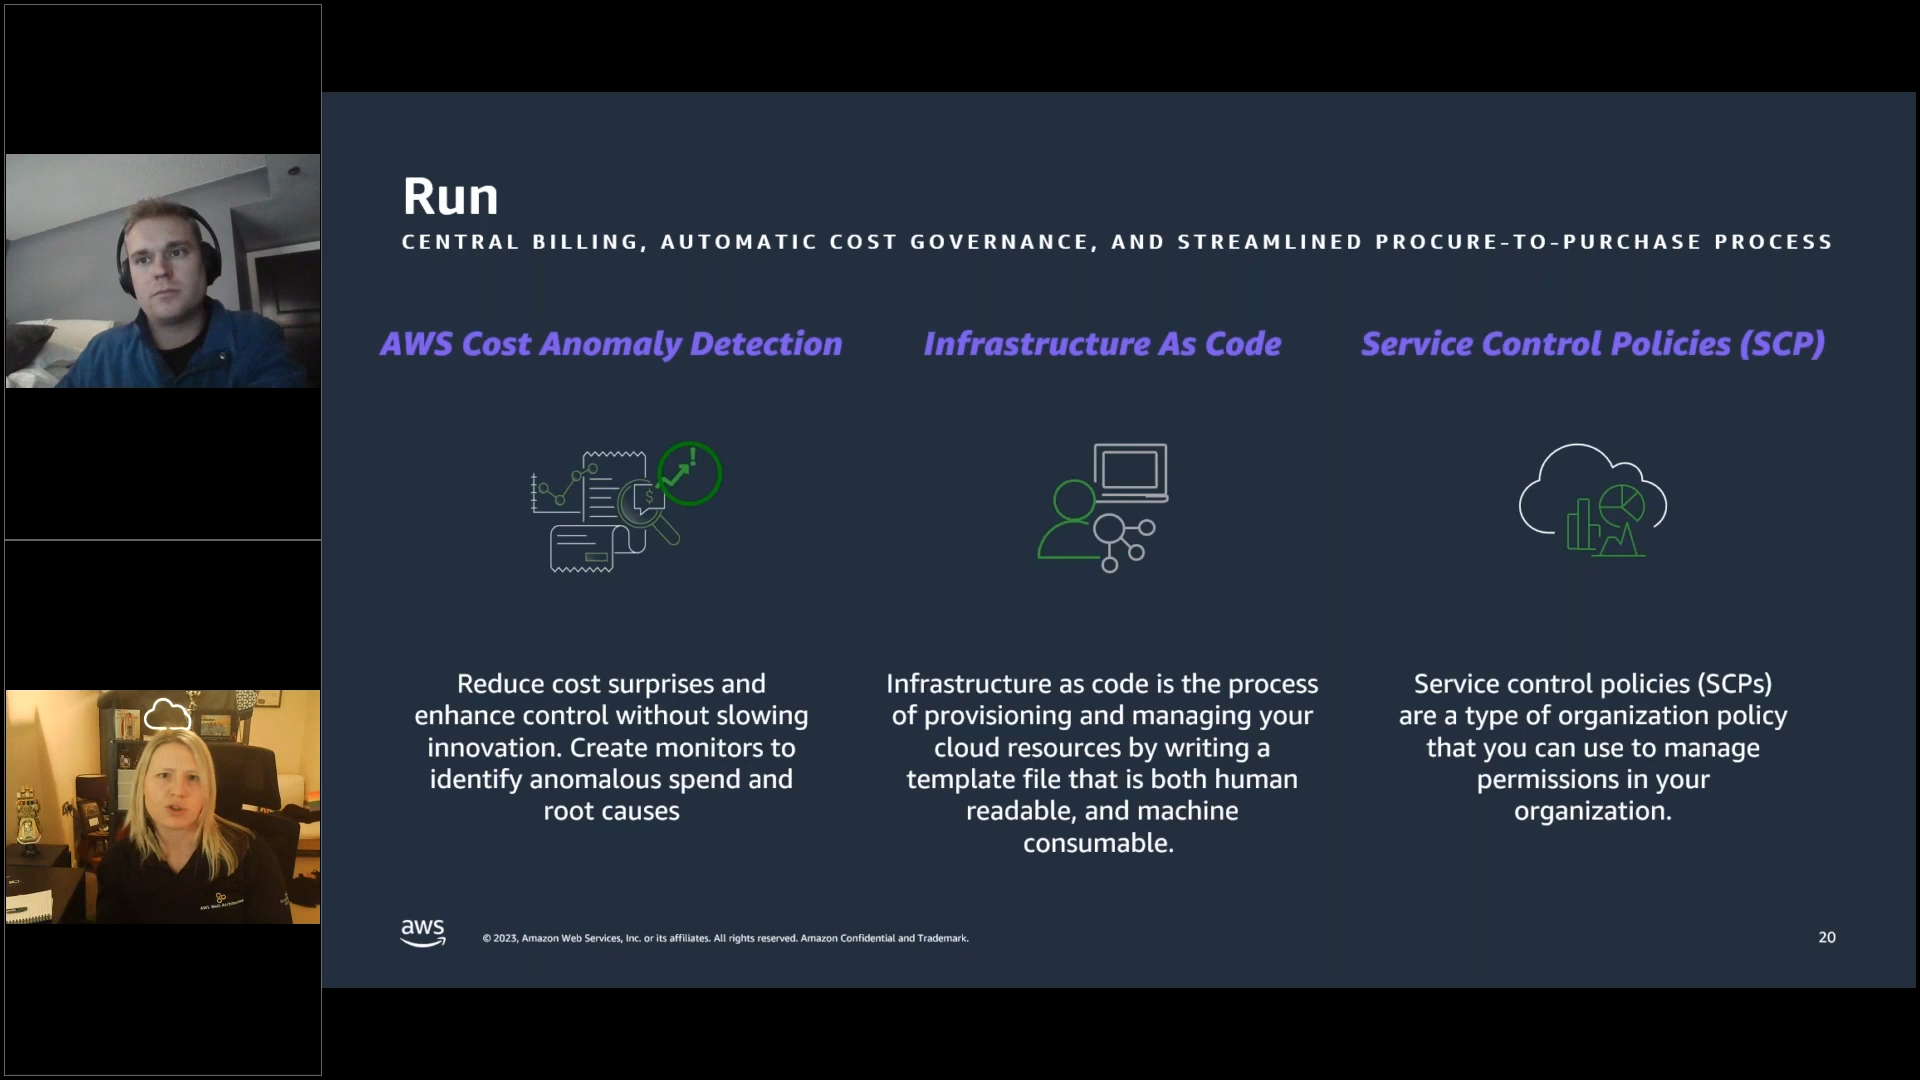 Run
CENTRAL BILLING, AUTOMATIC COST GOVERNANCE, AND STREAMLINED PROCURE-TO-PURCHASE PROCESS
AWS Cost Anomaly Detection
Reduce cost surprises and
enhance control without slowing
innovation. Create monitors to
identify anomalous spend and
root causes
Infrastructure As Code
Infrastructure as code is the process
of provisioning and managing your
cloud resources by writing a
template file that is both human
readable, and machine
consumable.
Service Control Policies (SCP)
Service control policies (SCPs)
are a type of organization policy
that you can use to manage
permissions in your
organization.
aws
© 2023, Amazon Web Services, Inc. or its affiliates. All rights reserved. Amazon Confidential and Trademark.
20